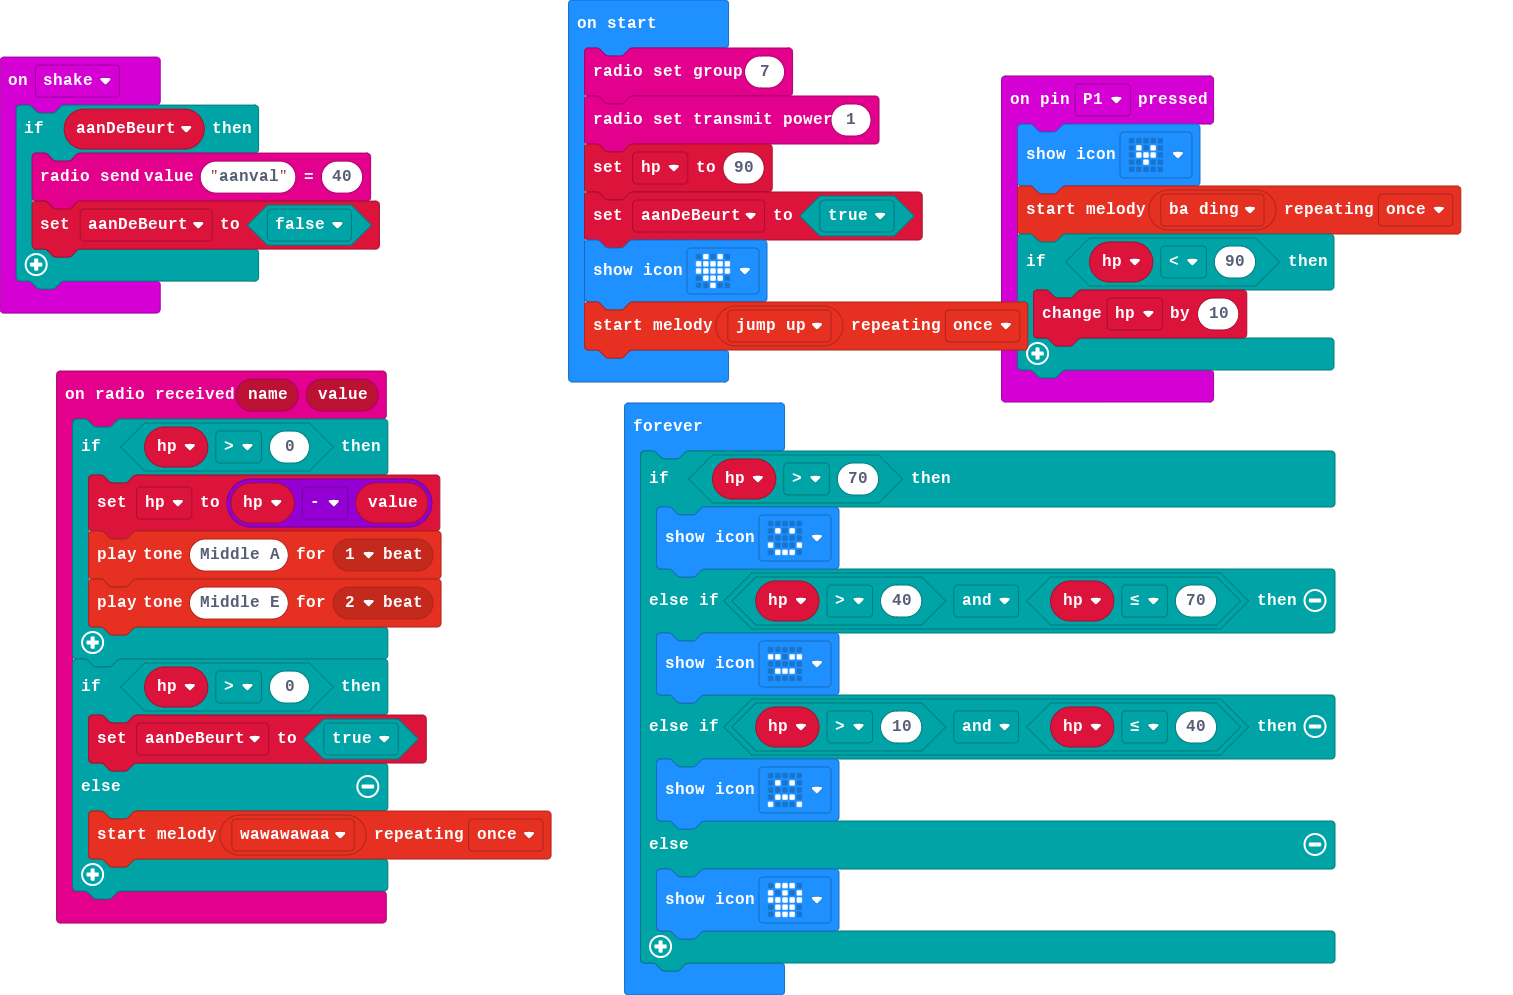 on shake
if aanDeBeurt then
radio send value "aanval" = 40
set aanDeBeurt to false
on start
radio set group 7
radio set transmit power 1
set hp to 90
set aanDeBeurt to true
show icon
start melody jump up repeating once
on pin P1 pressed
show icon
start melody ba ding repeating once
if hp < 90 then
change hp by 10
on radio received name value
if hp > 0 then
set hp to hp - value
play tone Middle A for 1 beat
play tone Middle E for 2 beat
if hp > 0 then
set aanDeBeurt to true
else
start melody wawawawaa repeating once
forever
if hp > 70 then
show icon
else if hp > 40 and hp ≤ 70 then
show icon
else if hp > 10 and hp ≤ 40 then
show icon
else
show icon